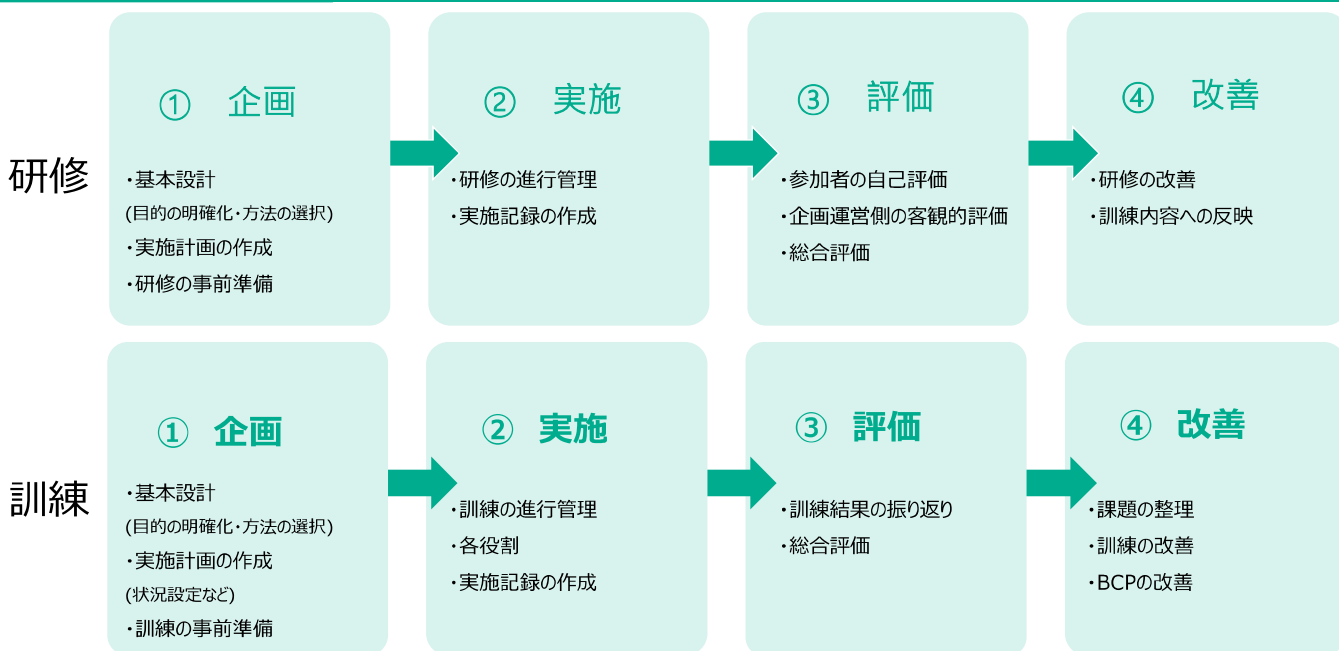 研修
① 企画
・基本設計
(目的の明確化・方法の選択)
・実施計画の作成
・研修の事前準備
② 実施
・研修の進行管理
・実施記録の作成
③ 評価
・参加者の自己評価
・企画運営側の客観的評価
・総合評価
④ 改善
・研修の改善
・訓練内容への反映
訓練
① 企画
・基本設計
(目的の明確化・方法の選択)
・実施計画の作成
(状況設定など)
・訓練の事前準備
② 実施
・訓練の進行管理
・各役割
・実施記録の作成
③ 評価
・訓練結果の振り返り
・総合評価
④ 改善
・課題の整理
・訓練の改善
・BCPの改善